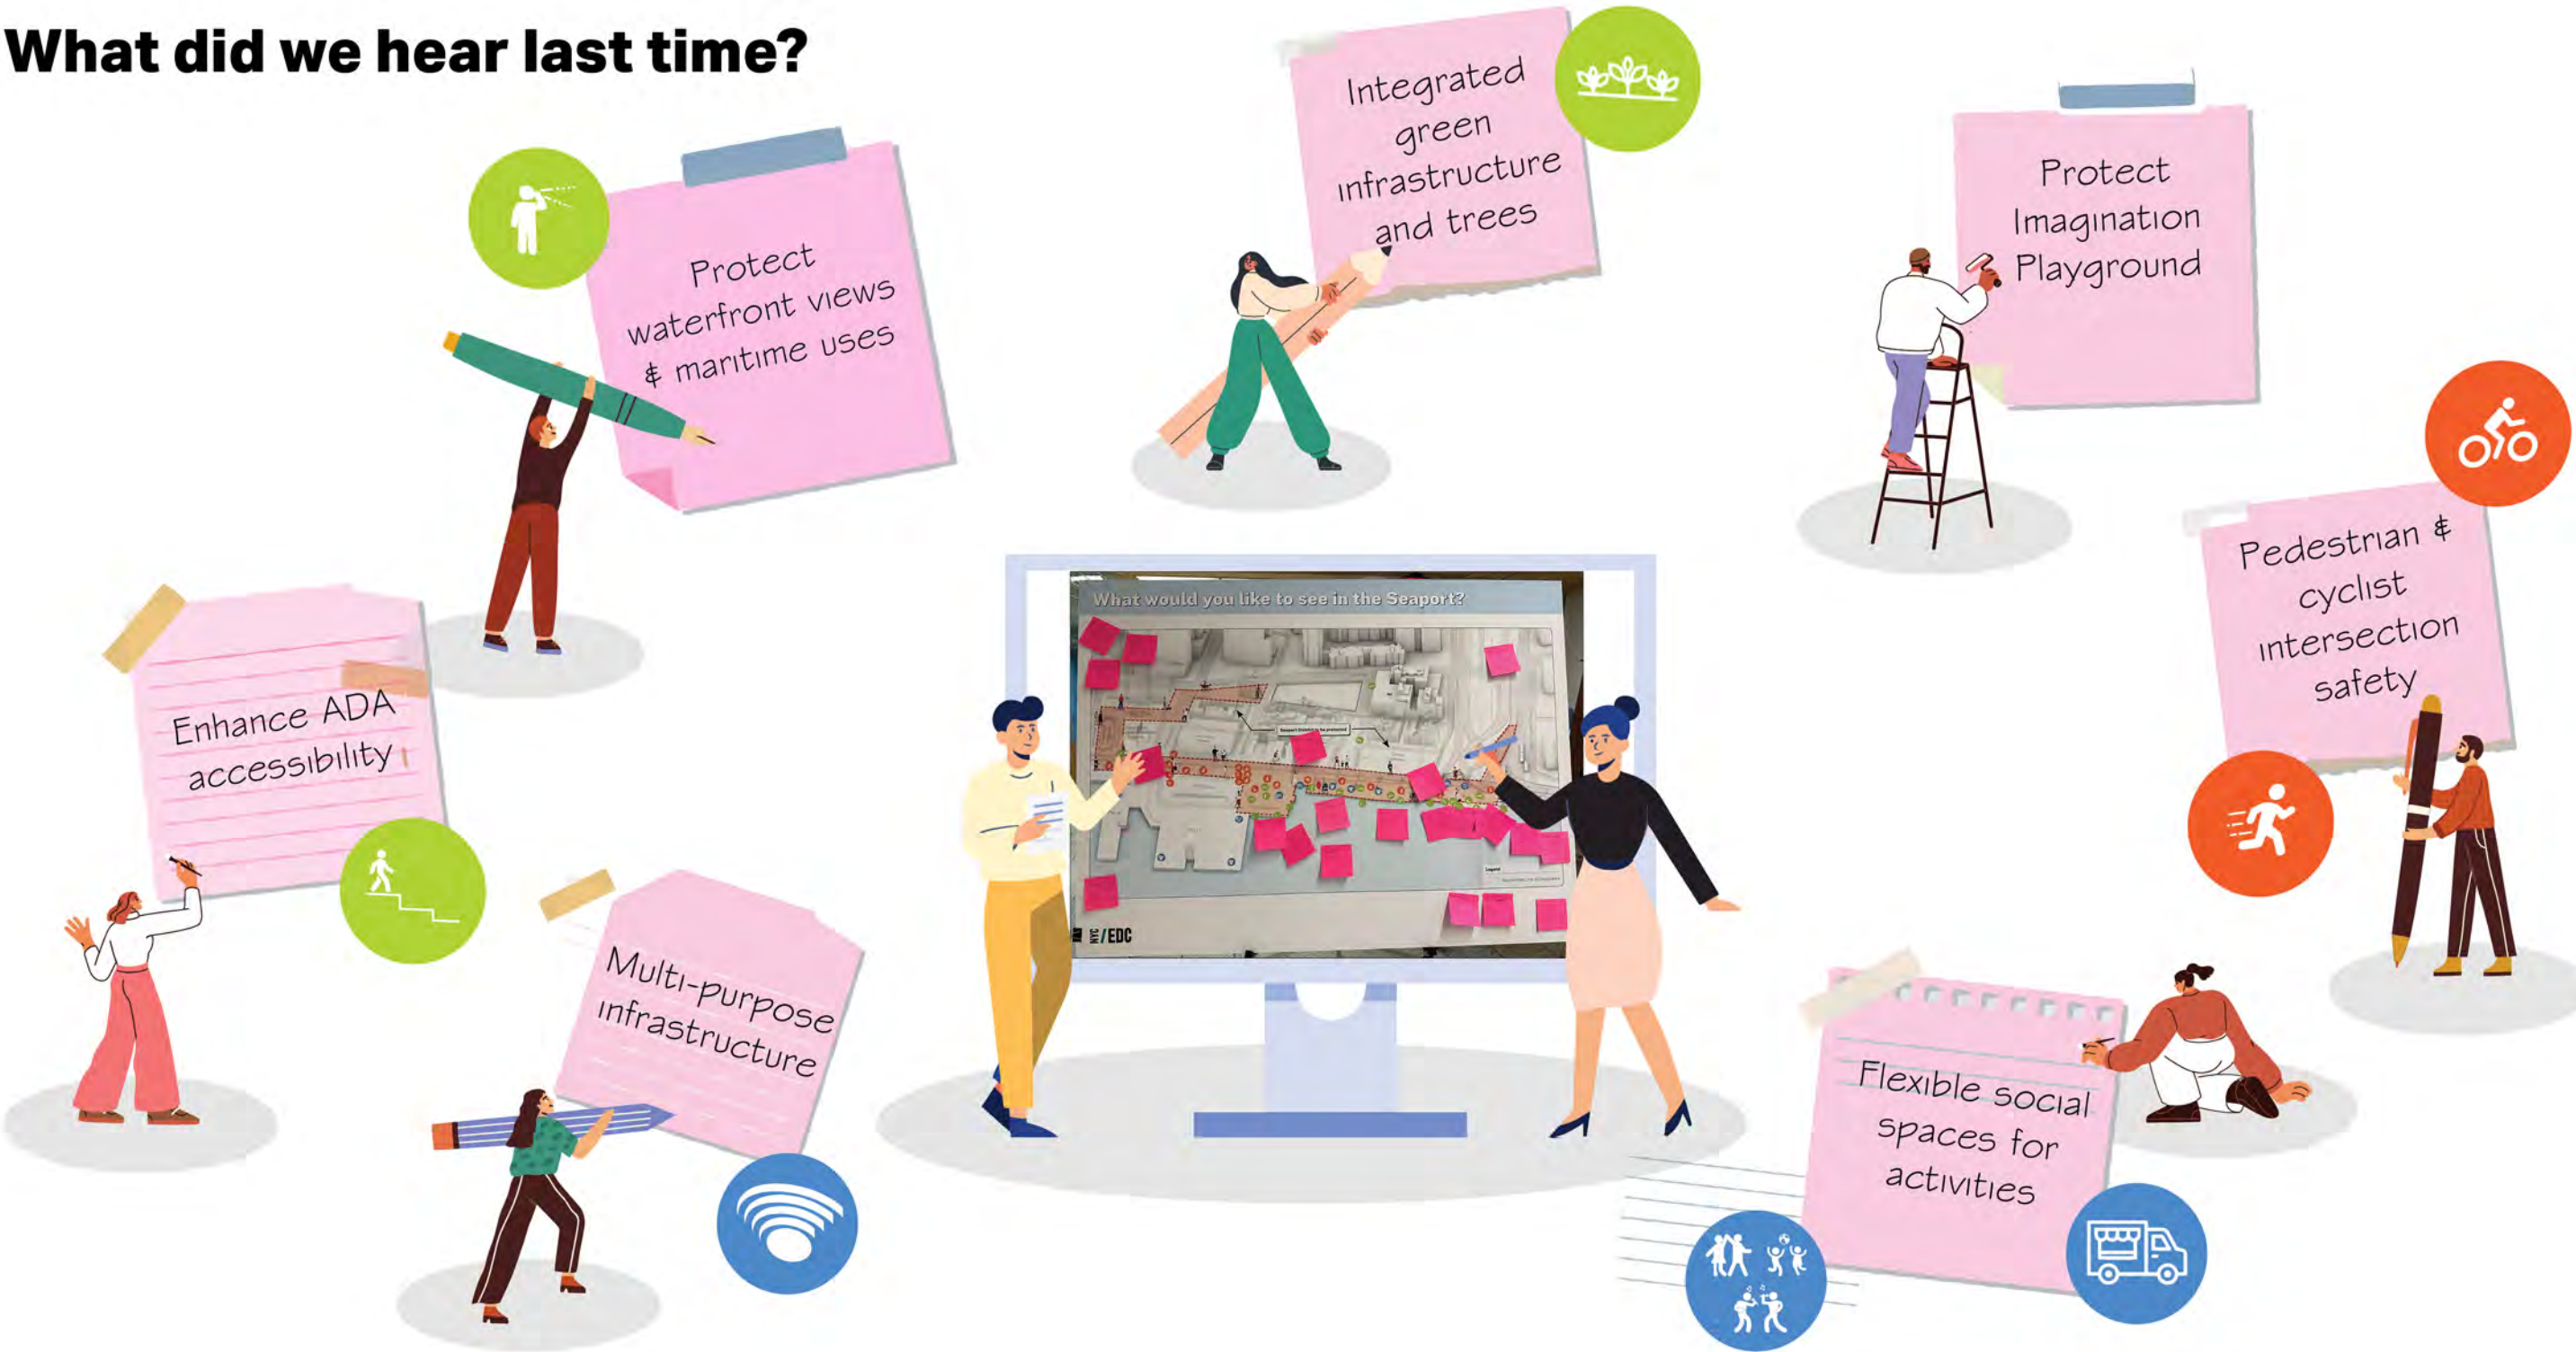 What did we hear last time?
Integrated
green
infrastructure
and trees
Protect
Imagination
Playground
Protect
waterfront views
& maritime uses
Pedestrian &
cyclist
intersection
safety
Enhance ADA
accessibility
What would you like to see in the Seaport?
Legend
NYC/EDC
Multi-purpose
infrastructure
Flexible social
spaces for
activities